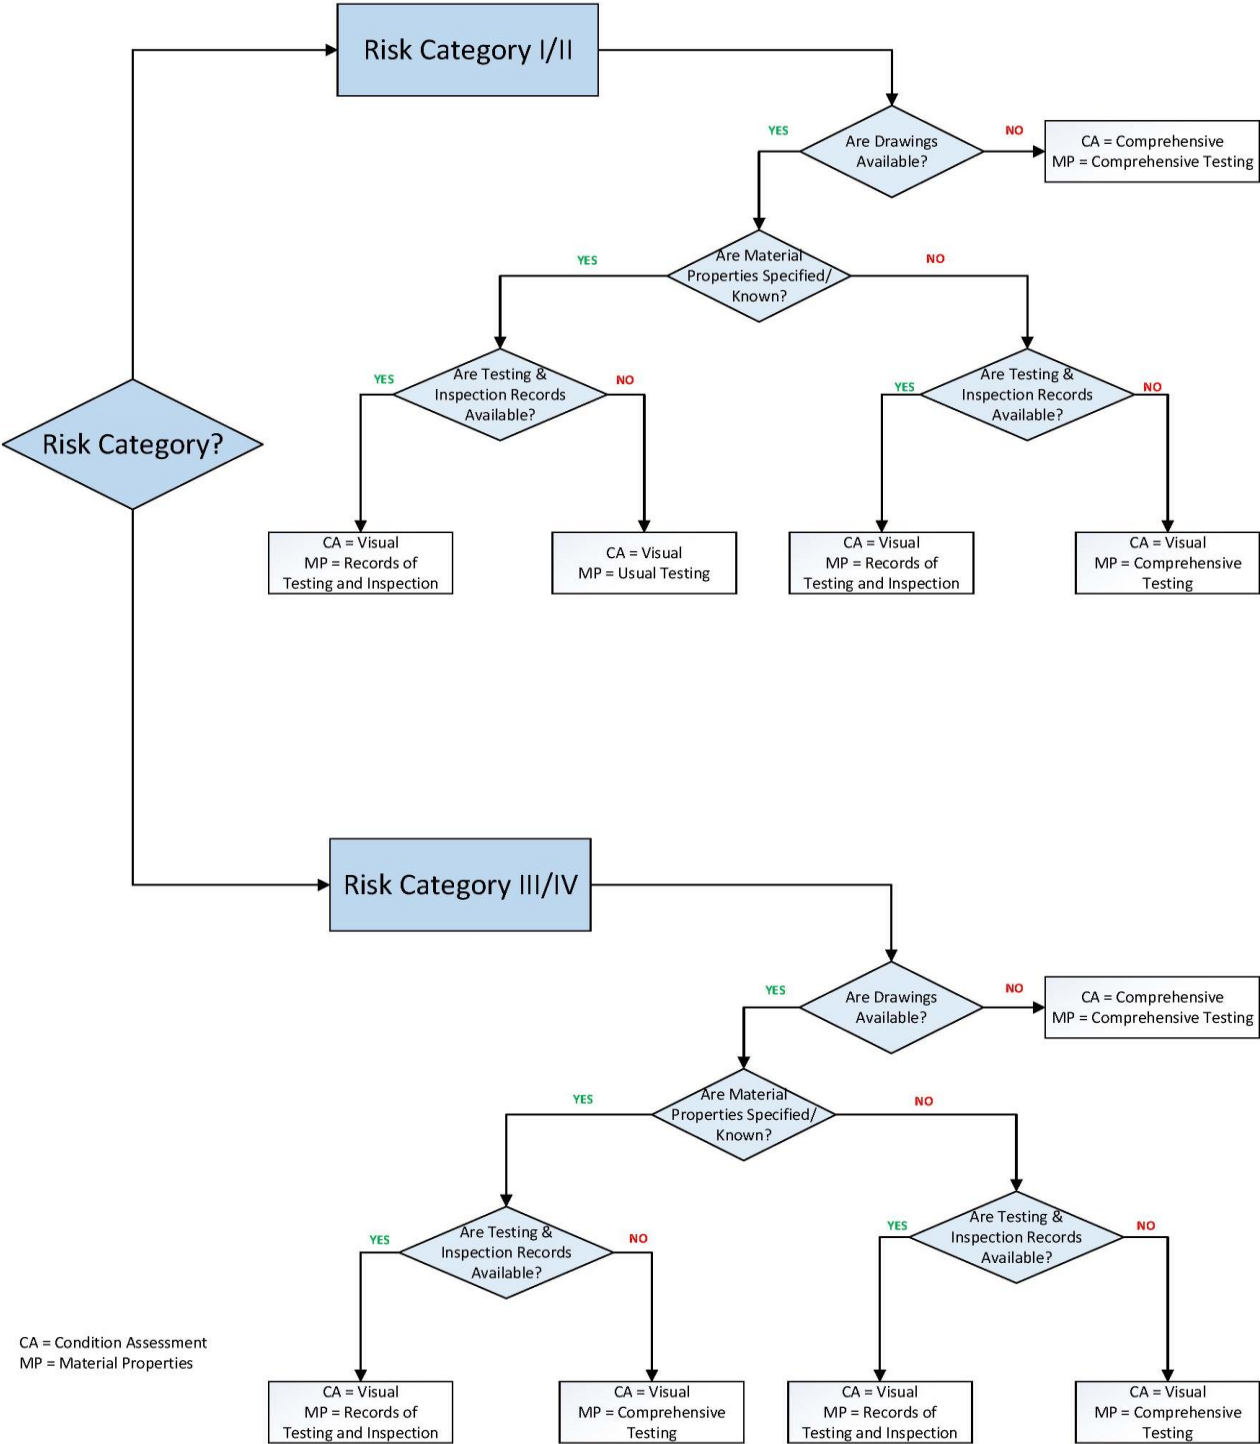 Risk Category I/II
YES
NO
Are Drawings
Available?
CA = Comprehensive
MP = Comprehensive Testing
YES
NO
Are Material
Properties Specified/
Known?
YES
NO
Are Testing &
Inspection Records
Available?
YES
NO
Are Testing &
Inspection Records
Available?
Risk Category?
CA = Visual
MP = Records of
Testing and Inspection
CA = Visual
MP = Usual Testing
CA = Visual
MP = Records of
Testing and Inspection
CA = Visual
MP = Comprehensive
Testing
Risk Category III/IV
YES
NO
Are Drawings
Available?
CA = Comprehensive
MP = Comprehensive Testing
YES
NO
Are Material
Properties Specified/
Known?
YES
NO
Are Testing &
Inspection Records
Available?
YES
NO
Are Testing &
Inspection Records
Available?
CA = Condition Assessment
MP = Material Properties
CA = Visual
MP = Records of
Testing and Inspection
CA = Visual
MP = Comprehensive
Testing
CA = Visual
MP = Records of
Testing and Inspection
CA = Visual
MP = Comprehensive
Testing